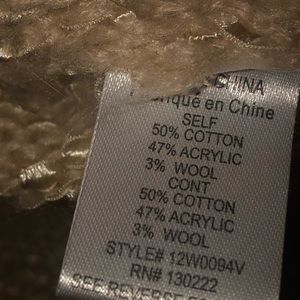 CHINA
en Chine
SELF
50% COTTON
47% ACRYLIC
3% WOOL
CONT
50% COTTON
47% ACRYLIC
3% WOOL
STYLE# 12W0094V
RN# 130222
SEE REVERSE